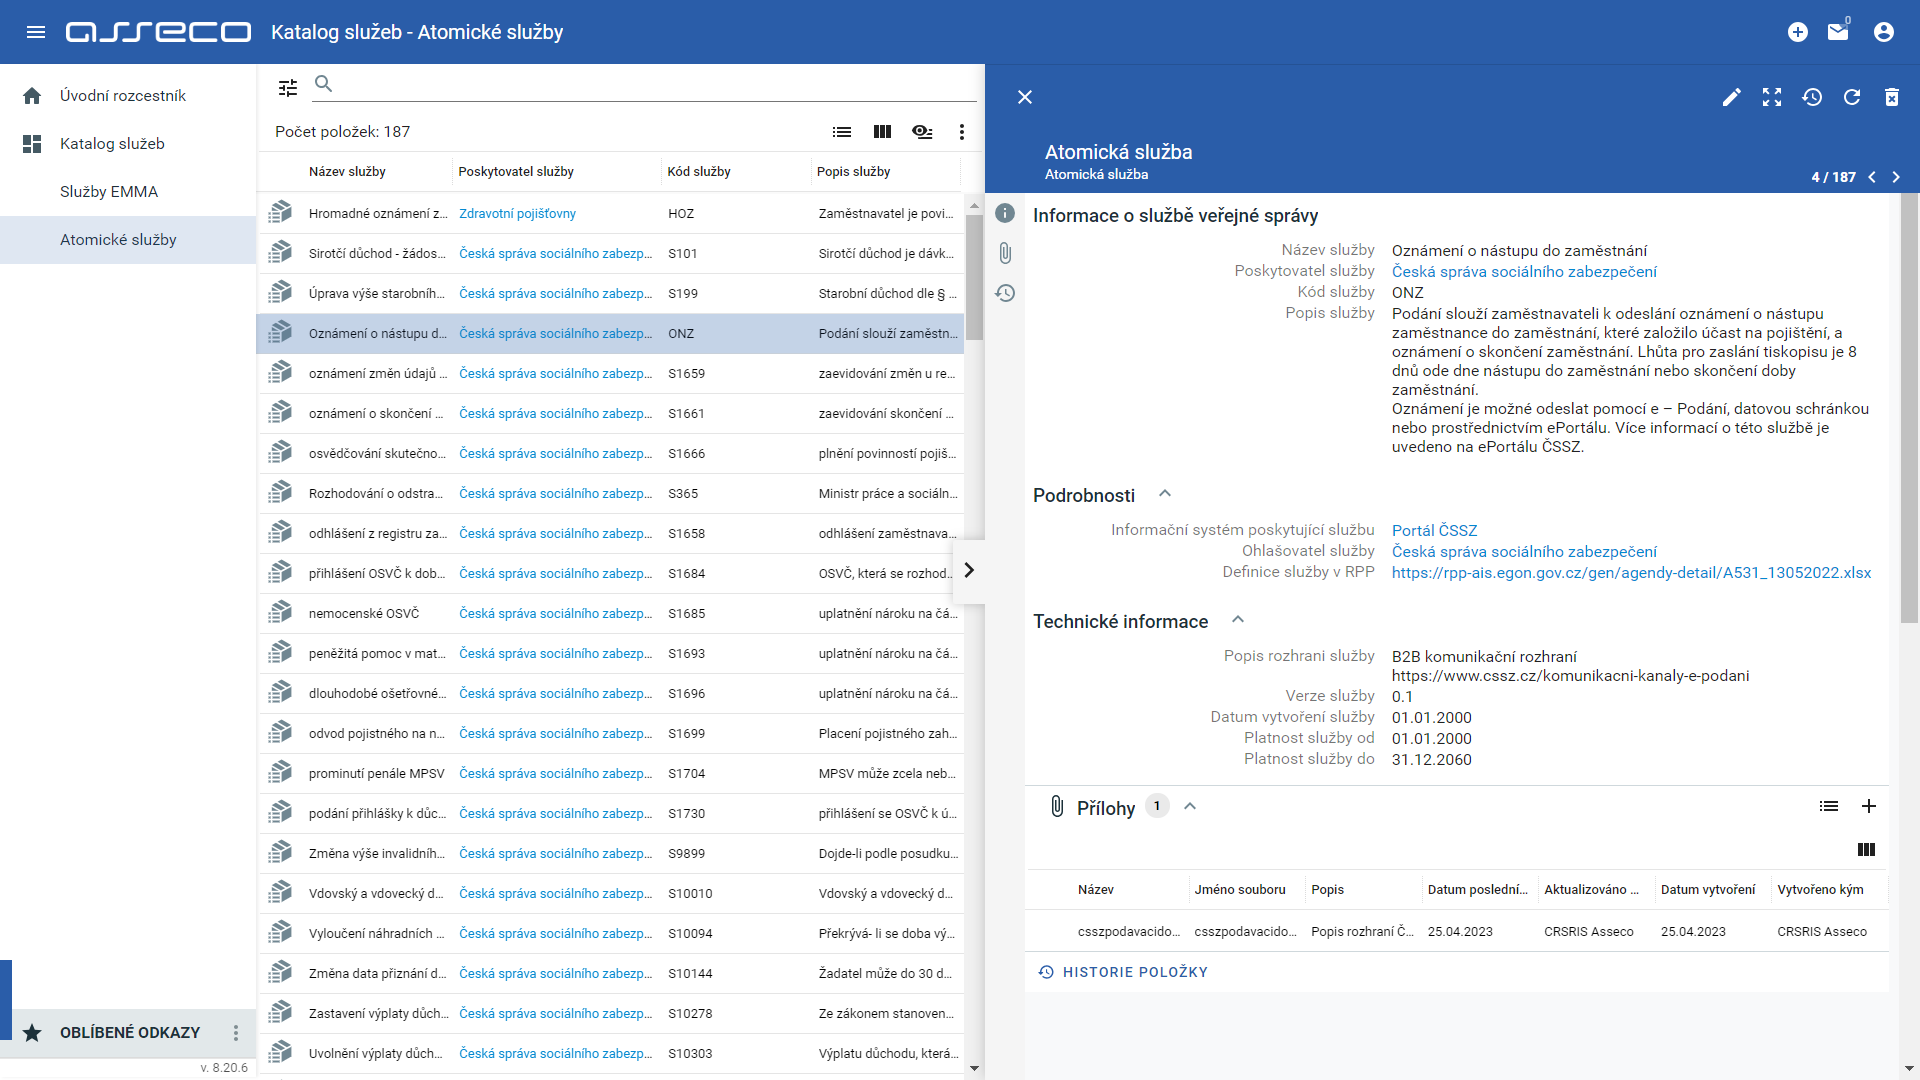 asseco
Katalog služeb - Atomické služby
0
Úvodní rozcestník
Katalog služeb
Služby EMMA
Atomické služby
OBLÍBENÉ ODKAZY
v. 8.20.6
Počet položek: 187
Název služby Poskytovatel služby Kód služby Popis služby
Hromadné oznámení z... Zdravotní pojišťovny HOZ Zaměstnavatel je povi...
Sirotčí důchod - žádos... Česká správa sociálního zabezp... S101 Sirotčí důchod je dávk...
Úprava výše starobníh... Česká správa sociálního zabezp... S199 Starobní důchod dle § ...
Oznámení o nástupu d... Česká správa sociálního zabezp... ONZ Podání slouží zaměstn...
oznámení změn údajů ... Česká správa sociálního zabezp... S1659 zaevidování změn u re...
oznámení o skončení ... Česká správa sociálního zabezp... S1661 zaevidování skončení ...
osvědčování skutečno... Česká správa sociálního zabezp... S1666 plnění povinností pojiš...
Rozhodování o odstra... Česká správa sociálního zabezp... S365 Ministr práce a sociáln...
odhlášení z registru za... Česká správa sociálního zabezp... S1658 odhlášení zaměstnava...
přihlášení OSVČ k dob... Česká správa sociálního zabezp... S1684 OSVČ, která se rozhod...
nemocenské OSVČ Česká správa sociálního zabezp... S1685 uplatnění nároku na čá...
peněžitá pomoc v mat... Česká správa sociálního zabezp... S1693 uplatnění nároku na čá...
dlouhodobé ošetřovné... Česká správa sociálního zabezp... S1696 uplatnění nároku na čá...
odvod pojistného na n... Česká správa sociálního zabezp... S1699 Placení pojistného zah...
prominutí penále MPSV Česká správa sociálního zabezp... S1704 MPSV může zcela neb...
podání přihlášky k důc... Česká správa sociálního zabezp... S1730 přihlášení se OSVČ k ú...
Změna výše invalidníh... Česká správa sociálního zabezp... S9899 Dojde-li podle posudku...
Vdovský a vdovecký d... Česká správa sociálního zabezp... S10010 Vdovský a vdovecký d...
Vyloučení náhradních ... Česká správa sociálního zabezp... S10094 Překrývá- li se doba vý...
Změna data přiznání d... Česká správa sociálního zabezp... S10144 Žadatel může do 30 d...
Zastavení výplaty důch... Česká správa sociálního zabezp... S10278 Ze zákonem stanoven...
Uvolnění výplaty důch... Česká správa sociálního zabezp... S10303 Výplatu důchodu, která...
Atomická služba
Atomická služba
4 / 187
Informace o službě veřejné správy
Název služby Oznámení o nástupu do zaměstnání
Poskytovatel služby Česká správa sociálního zabezpečení
Kód služby ONZ
Popis služby Podání slouží zaměstnavateli k odeslání oznámení o nástupu
zaměstnance do zaměstnání, které založilo účast na pojištění, a
oznámení o skončení zaměstnání. Lhůta pro zaslání tiskopisu je 8
dnů ode dne nástupu do zaměstnání nebo skončení doby
zaměstnání.
Oznámení je možné odeslat pomocí e – Podání, datovou schránkou
nebo prostřednictvím ePortálu. Více informací o této službě je
uvedeno na ePortálu ČSSZ.
Podrobnosti
Informační systém poskytující službu Portál ČSSZ
Ohlašovatel služby Česká správa sociálního zabezpečení
Definice služby v RPP https://rpp-ais.egon.gov.cz/gen/agendy-detail/A531_13052022.xlsx
Technické informace
Popis rozhrani služby B2B komunikační rozhraní
https://www.cssz.cz/komunikacni-kanaly-e-podani
Verze služby 0.1
Datum vytvoření služby 01.01.2000
Platnost služby od 01.01.2000
Platnost služby do 31.12.2060
Přílohy 1
Název Jméno souboru Popis Datum poslední... Aktualizováno ... Datum vytvoření Vytvořeno kým
csszpodavacido... csszpodavacido... Popis rozhraní Č... 25.04.2023 CRSRIS Asseco 25.04.2023 CRSRIS Asseco
HISTORIE POLOŽKY